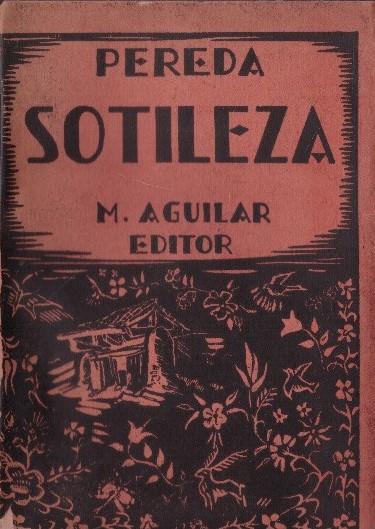 PEREDA
SOTILEZA
M. AGUILAR
EDITOR